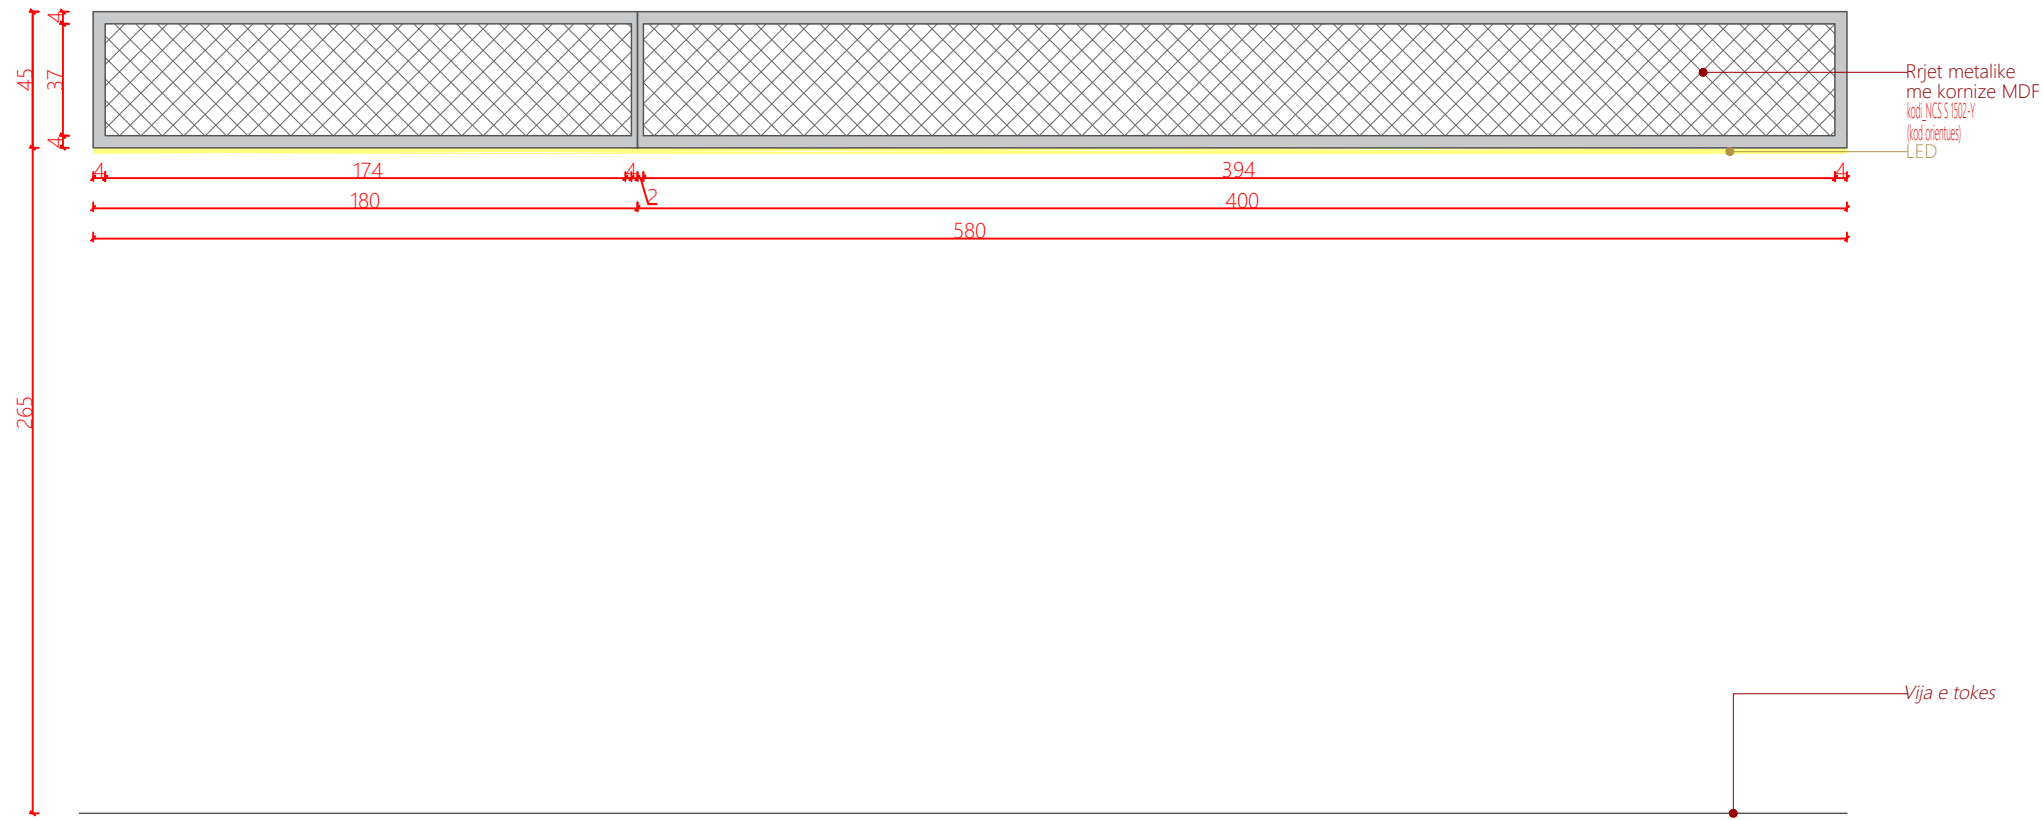 4
45
37
4
Rrjet metalike
me kornize MDF
kodi_NCS S 1502-Y
(kod orientues)
LED
4 174 4 394 4
2
180 400
580
265
Vija e tokes